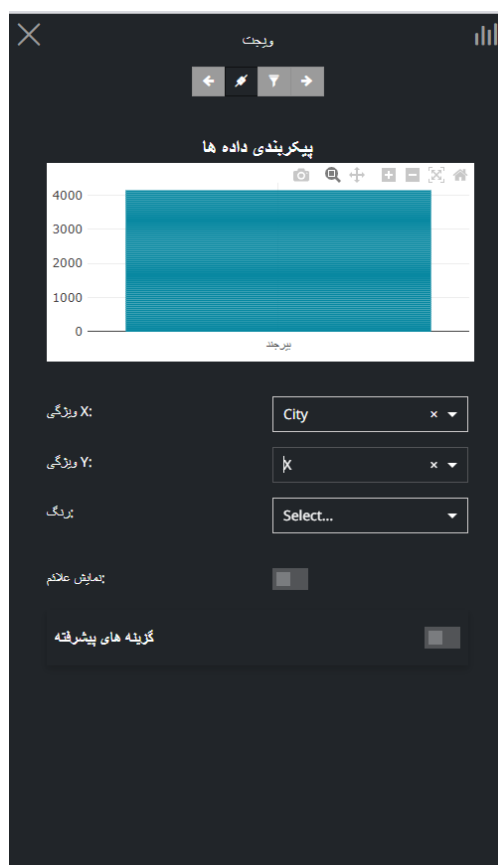 ویجت
پیکربندی داده ها
4000
3000
2000
1000
0
بیرجند
ویژگی X:
City
ویژگی Y:
X
رنگ:
Select...
نمایش علائم:
گزینه های پیشرفته